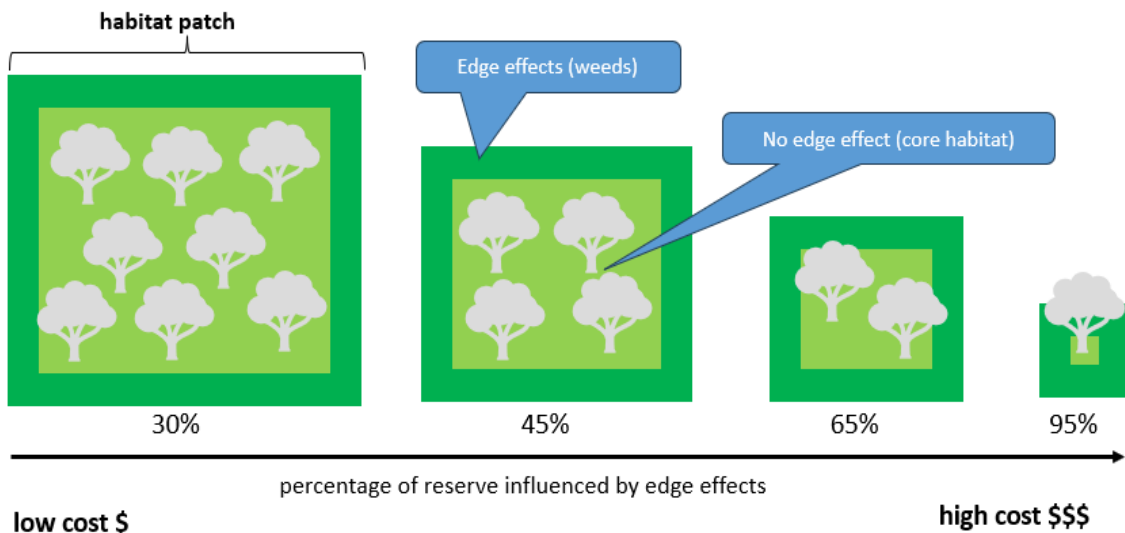 habitat patch
Edge effects (weeds)
No edge effect (core habitat)
30%
45%
65%
95%
percentage of reserve influenced by edge effects
low cost $
high cost $$$